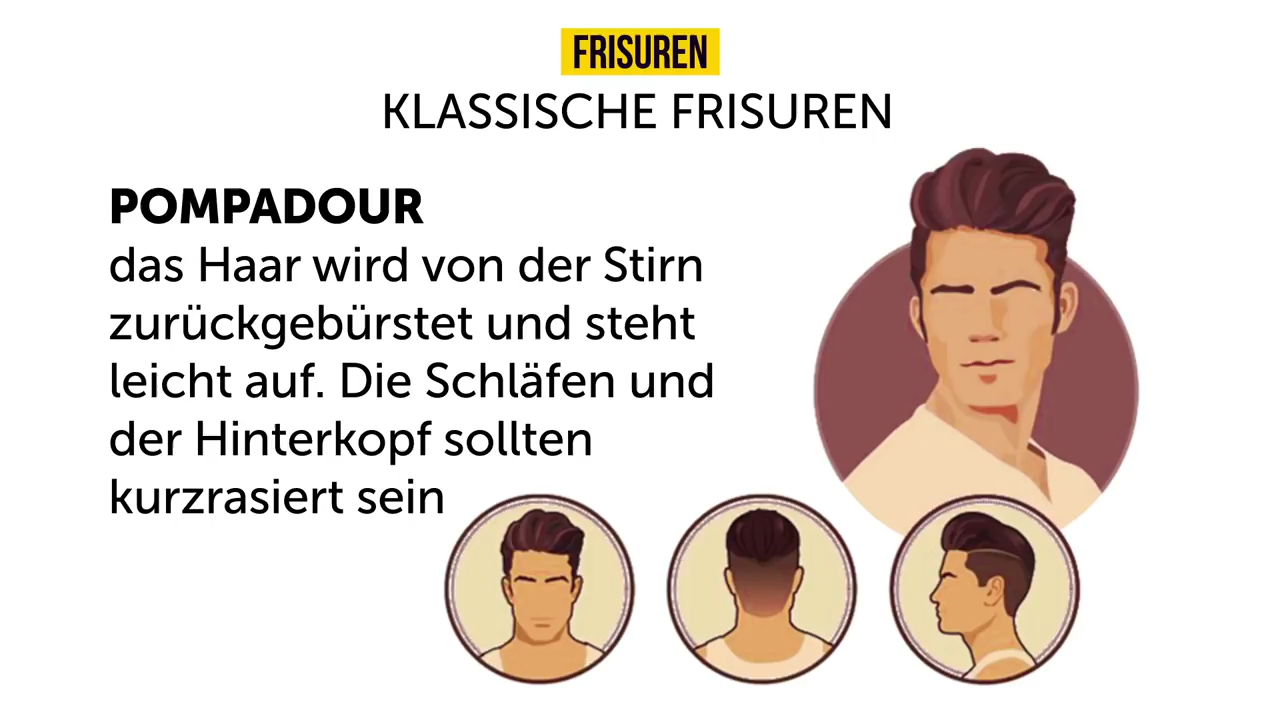 FRISUREN
KLASSISCHE FRISUREN
POMPADOUR
das Haar wird von der Stirn
zurückgebürstet und steht
leicht auf. Die Schläfen und
der Hinterkopf sollten
kurzrasiert sein